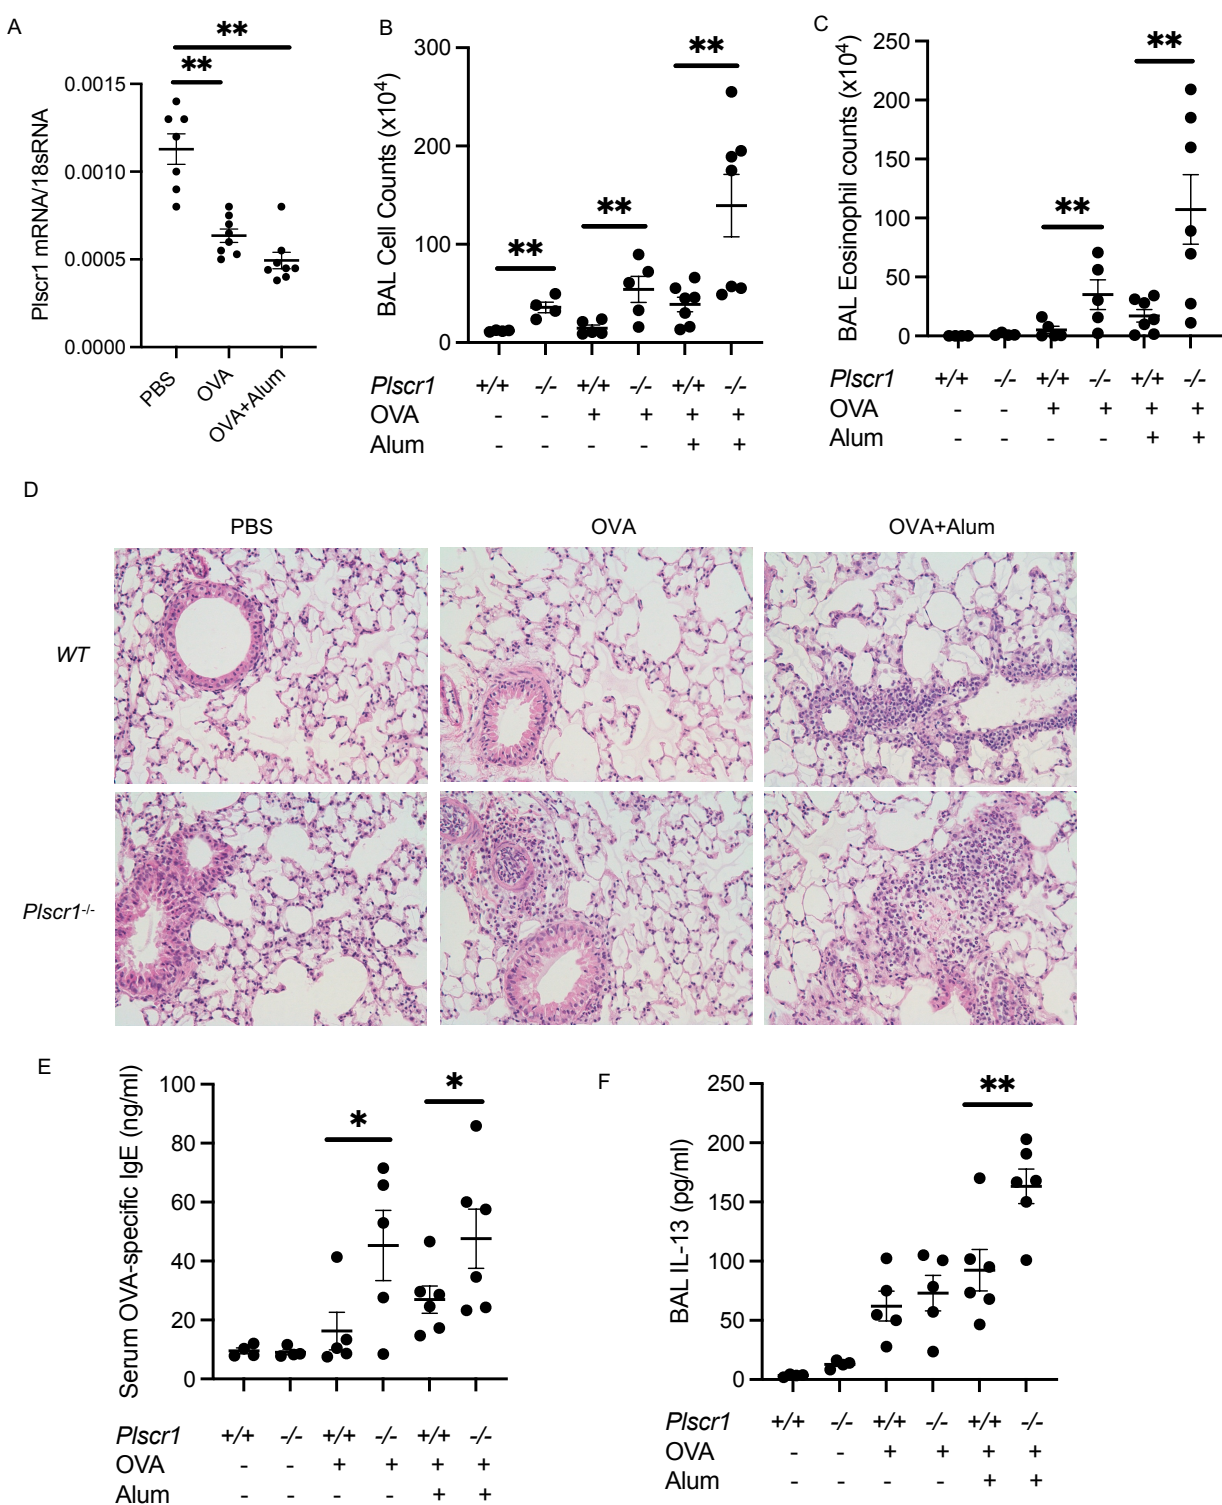 A
**
**
Plscr1 mRNA/18sRNA
0.0015
0.0010
0.0005
0.0000
PBS
OVA
OVA+Alum
B
BAL Cell Counts (x10⁴)
300
200
100
0
**
**
**
Plscr1 +/+ -/- +/+ -/- +/+ -/-
OVA - - + + + +
Alum - - - - + +
C
BAL Eosinophil counts (x10⁴)
250
200
150
100
50
0
**
**
Plscr1 +/+ -/- +/+ -/- +/+ -/-
OVA - - + + + +
Alum - - - - + +
D
PBS OVA OVA+Alum
WT
Plscr1⁻/⁻
E
Serum OVA-specific IgE (ng/ml)
100
80
60
40
20
0
*
*
Plscr1 +/+ -/- +/+ -/- +/+ -/-
OVA - - + + + +
Alum - - - - + +
F
BAL IL-13 (pg/ml)
250
200
150
100
50
0
**
Plscr1 +/+ -/- +/+ -/- +/+ -/-
OVA - - + + + +
Alum - - - - + +